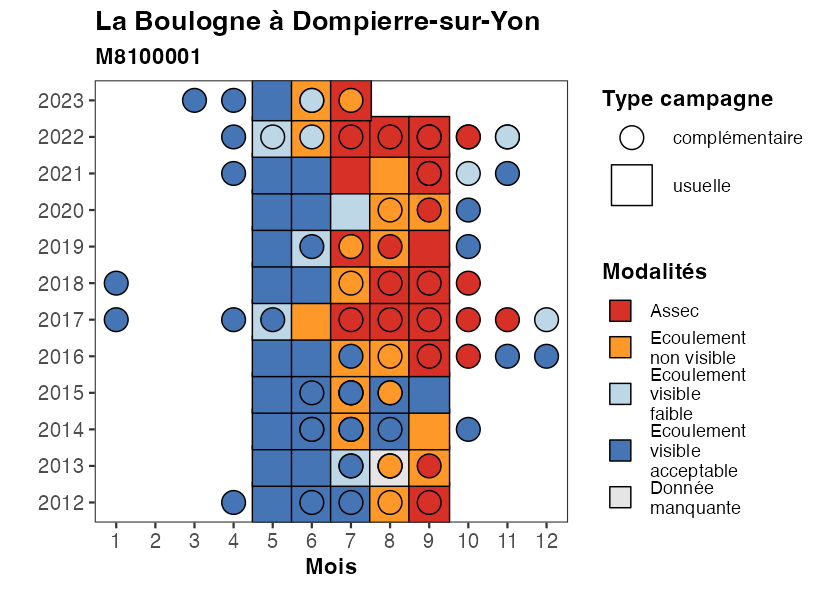 La Boulogne à Dompierre-sur-Yon
M8100001
2023
2022
2021
2020
2019
2018
2017
2016
2015
2014
2013
2012
1 2 3 4 5 6 7 8 9 10 11 12
Mois
Type campagne
complémentaire
usuelle
Modalités
Assec
Ecoulement
non visible
Ecoulement
visible
faible
Ecoulement
visible
acceptable
Donnée
manquante